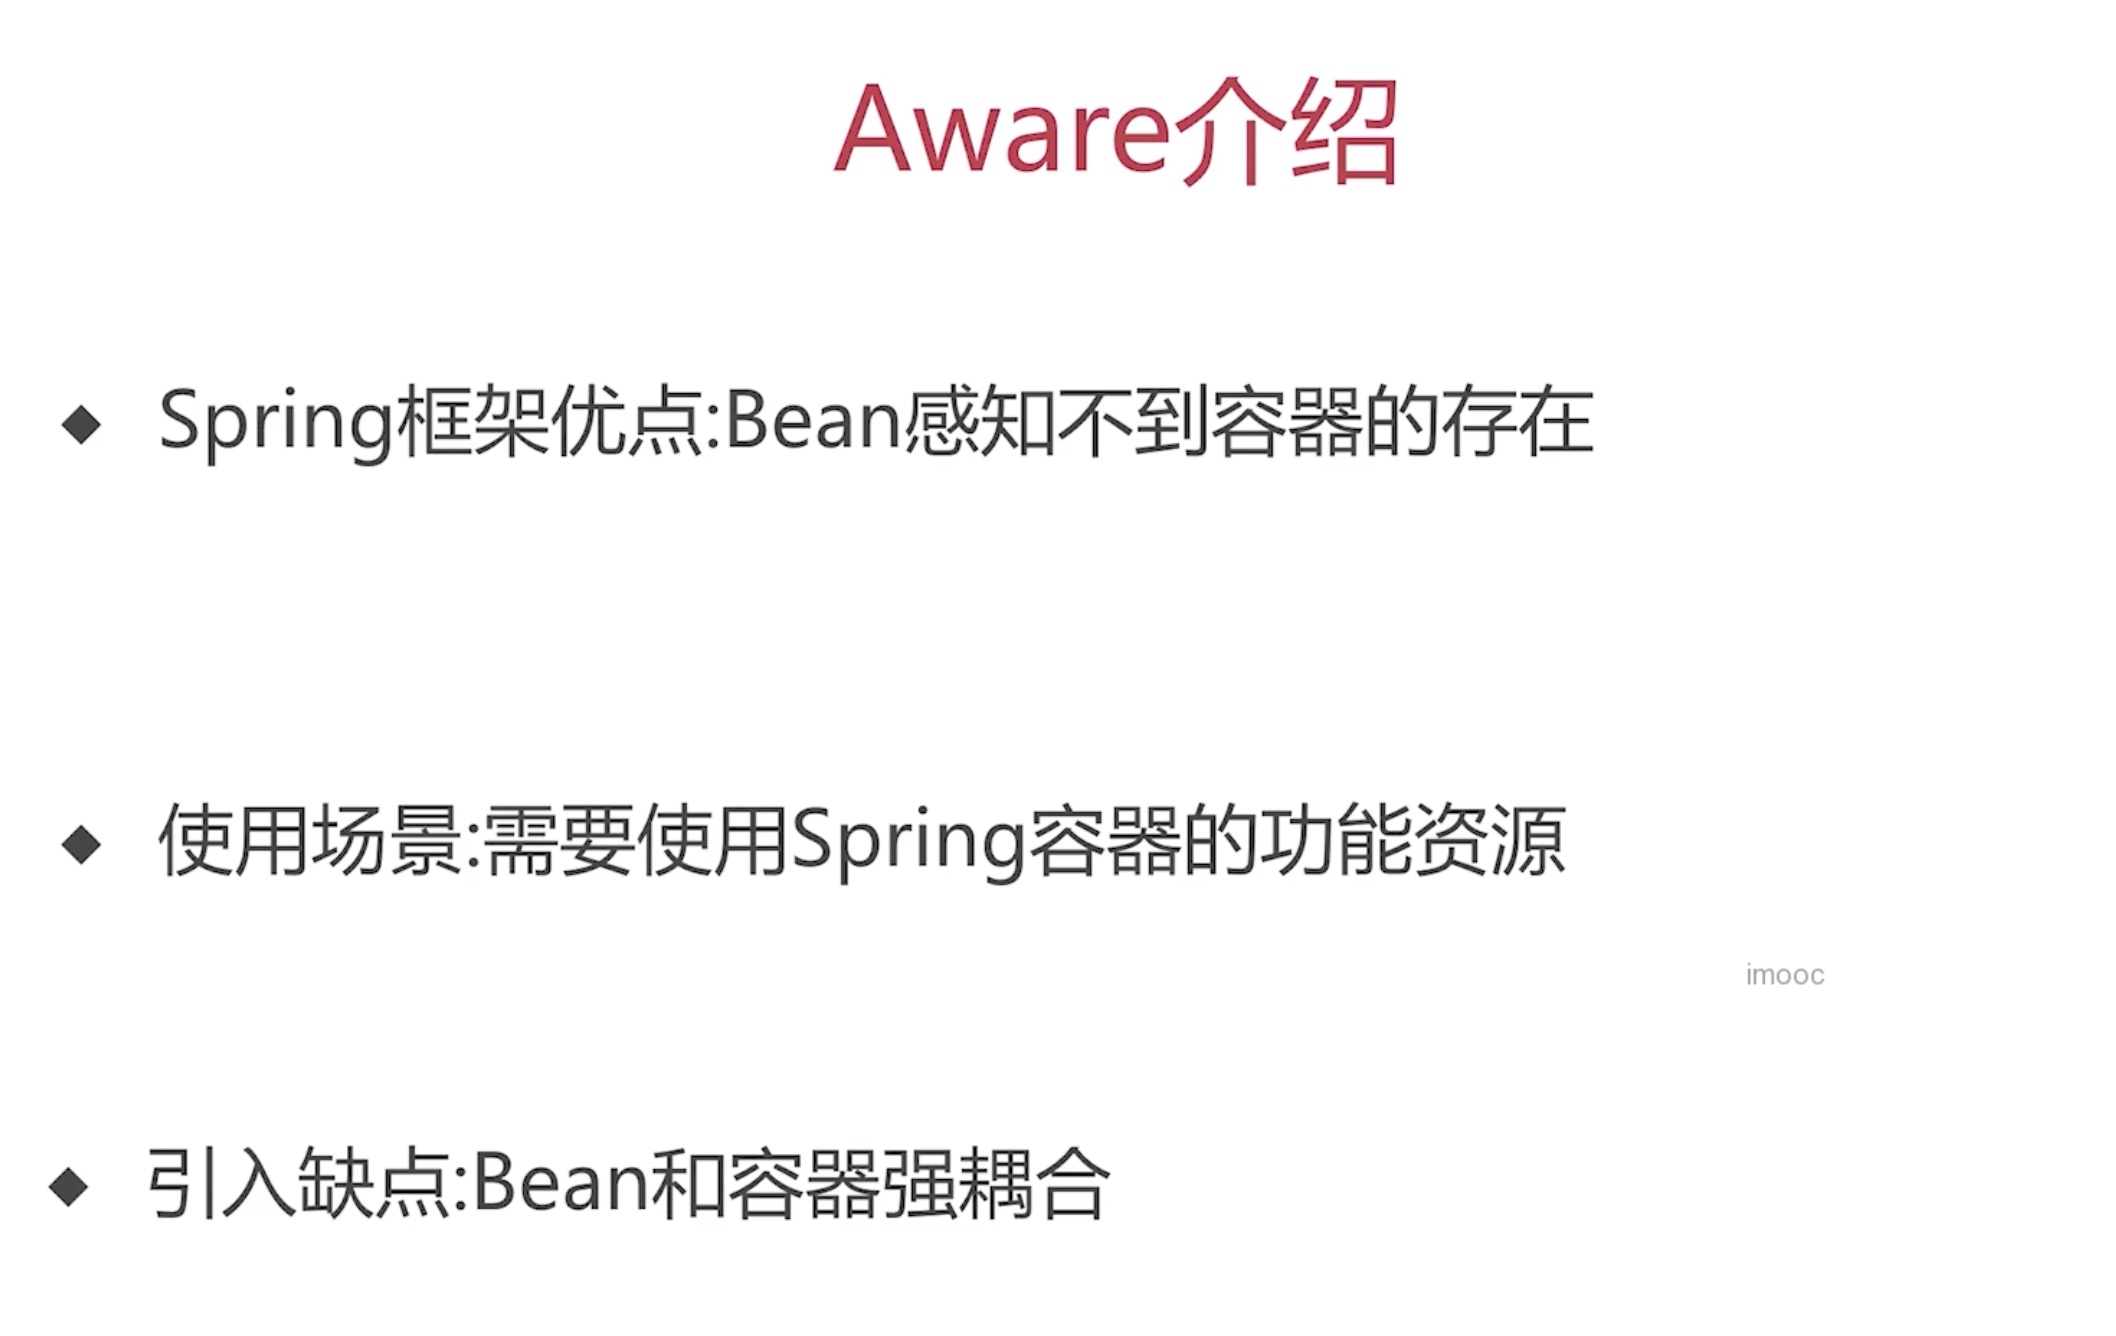 Aware介绍
Spring框架优点:Bean感知不到容器的存在
使用场景:需要使用Spring容器的功能资源
imooc
引入缺点:Bean和容器强耦合